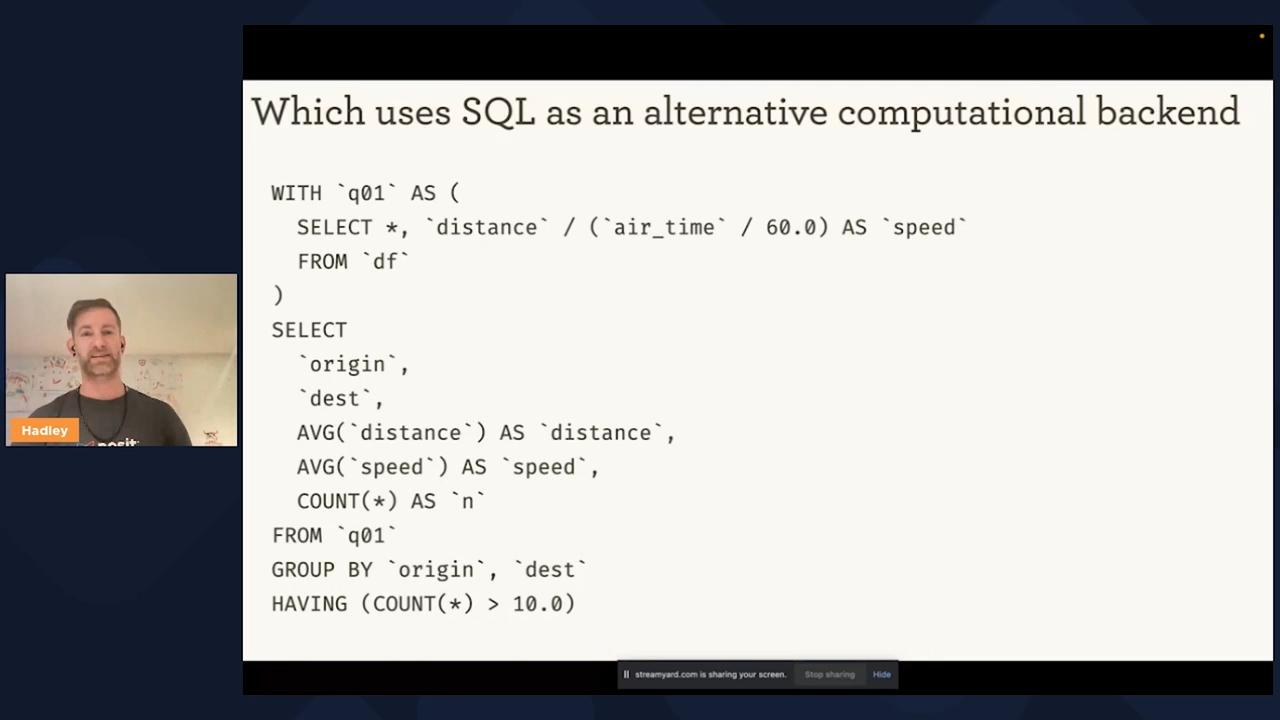 Which uses SQL as an alternative computational backend
WITH `q01` AS (
  SELECT *, `distance` / (`air_time` / 60.0) AS `speed`
  FROM `df`
)
SELECT
  `origin`,
  `dest`,
  AVG(`distance`) AS `distance`,
  AVG(`speed`) AS `speed`,
  COUNT(*) AS `n`
FROM `q01`
GROUP BY `origin`, `dest`
HAVING (COUNT(*) > 10.0)
Hadley
posit
streamyard.com is sharing your screen. Stop sharing Hide